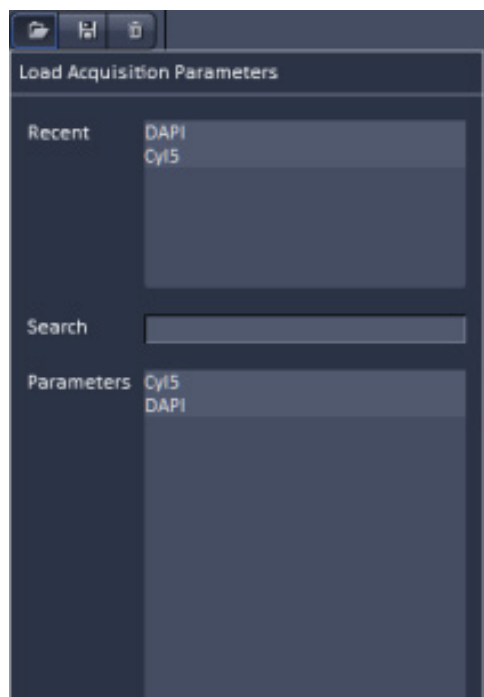 Load Acquisition Parameters
Recent
DAPI
Cyl5
Search
Parameters
Cyl5
DAPI